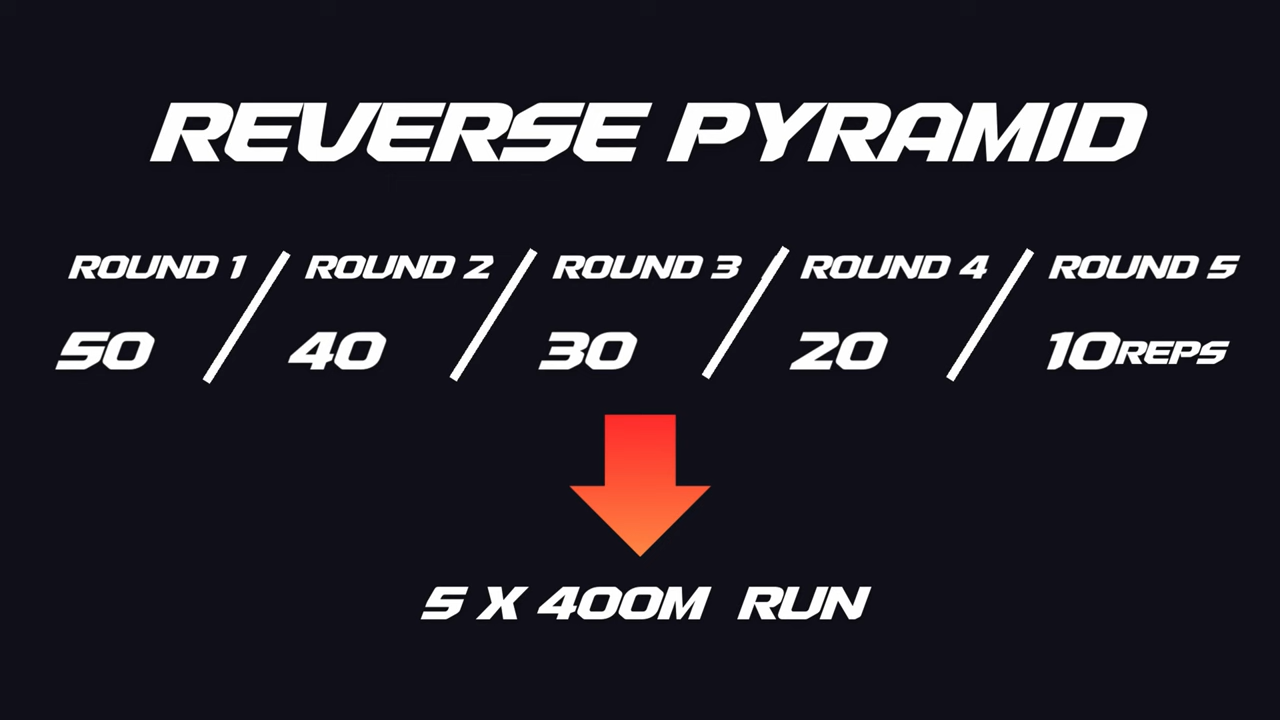 REVERSE PYRAMID
ROUND 1 / ROUND 2 / ROUND 3 / ROUND 4 / ROUND 5
50 40 30 20 10REPS
5 X 400M RUN